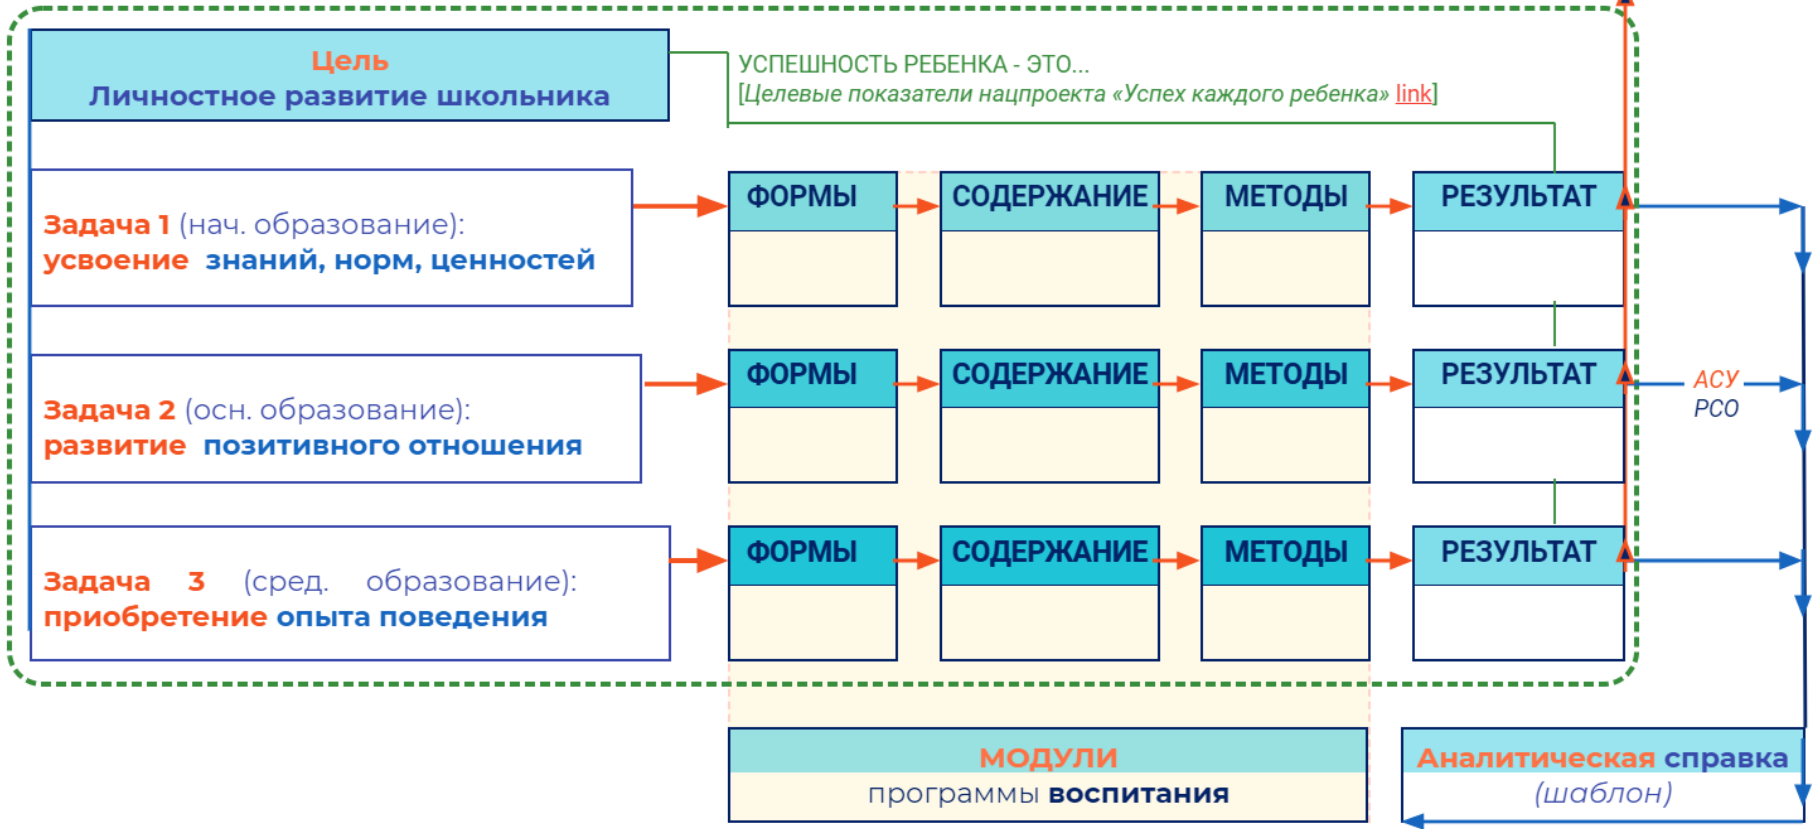 Цель
Личностное развитие школьника
УСПЕШНОСТЬ РЕБЕНКА - ЭТО...
[Целевые показатели нацпроекта «Успех каждого ребенка» link]
Задача 1 (нач. образование):
усвоение знаний, норм, ценностей
ФОРМЫ
СОДЕРЖАНИЕ
МЕТОДЫ
РЕЗУЛЬТАТ
Задача 2 (осн. образование):
развитие позитивного отношения
ФОРМЫ
СОДЕРЖАНИЕ
МЕТОДЫ
РЕЗУЛЬТАТ
АСУ
РСО
Задача 3 (сред. образование):
приобретение опыта поведения
ФОРМЫ
СОДЕРЖАНИЕ
МЕТОДЫ
РЕЗУЛЬТАТ
МОДУЛИ
программы воспитания
Аналитическая справка
(шаблон)